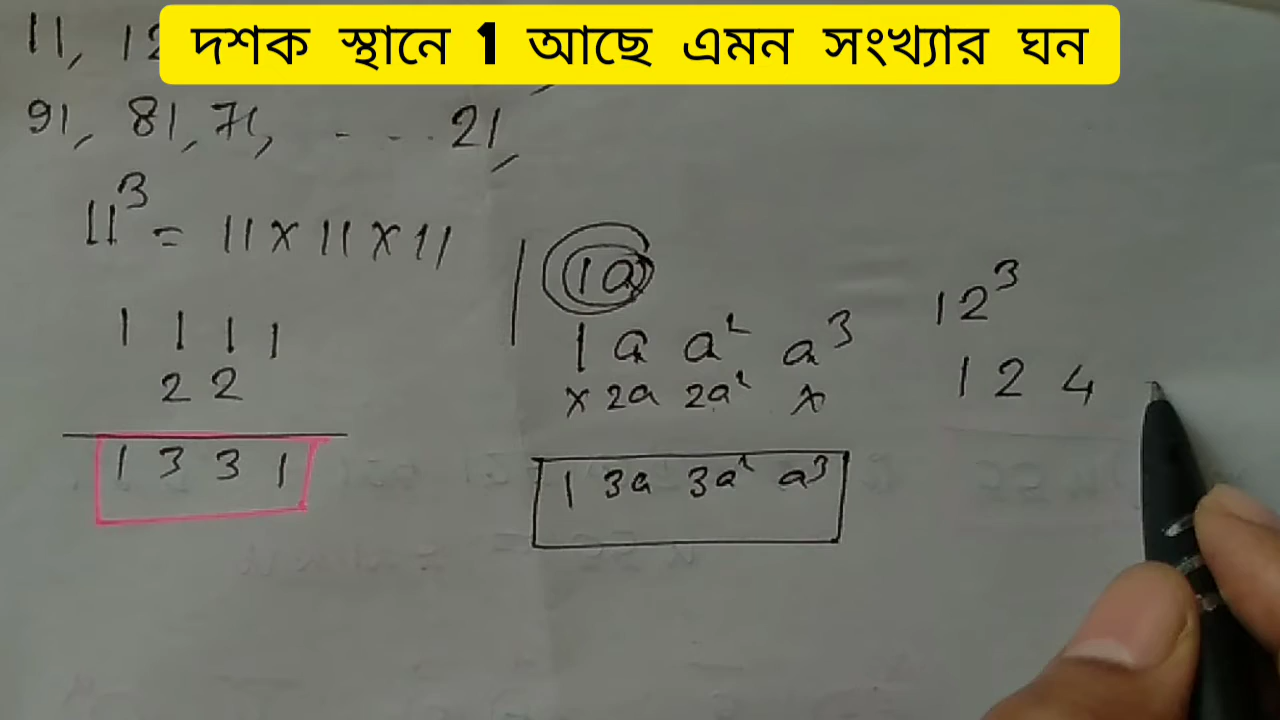 দশক স্থানে 1 আছে এমন সংখ্যার ঘন
11, 12
91, 81, 71, - - - 21,
11³ = 11 × 11 × 11
1 1 1 1
2 2
1 3 3 1
1a
1 a a² a³
× 2a 2a² ×
1 3a 3a² a³
12³
1 2 4